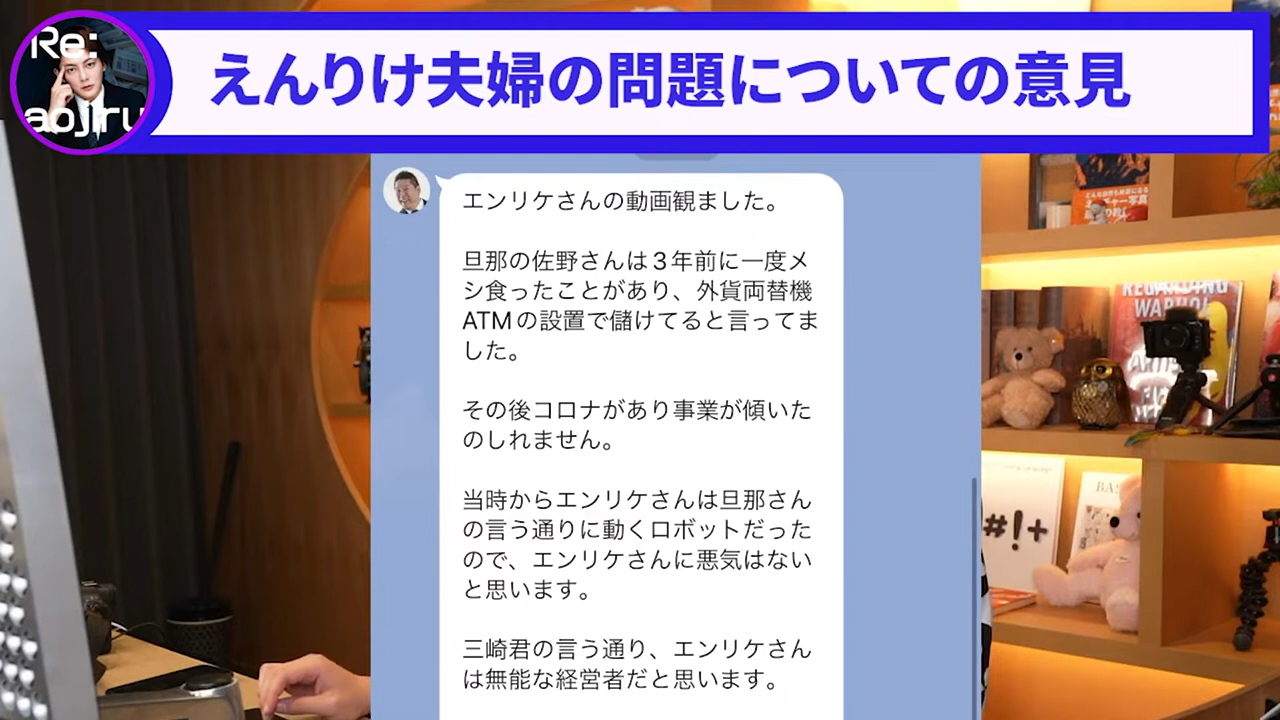 Re:
aojiru
えんりけ夫婦の問題についての意見
エンリケさんの動画観ました。
旦那の佐野さんは３年前に一度メ
シ食ったことがあり、外貨両替機
ATMの設置で儲けてると言ってま
した。
その後コロナがあり事業が傾いた
のしれません。
当時からエンリケさんは旦那さん
の言う通りに動くロボットだった
ので、エンリケさんに悪気はない
と思います。
三崎君の言う通り、エンリケさん
は無能な経営者だと思います。
REGARDING
WARHOL
#!+